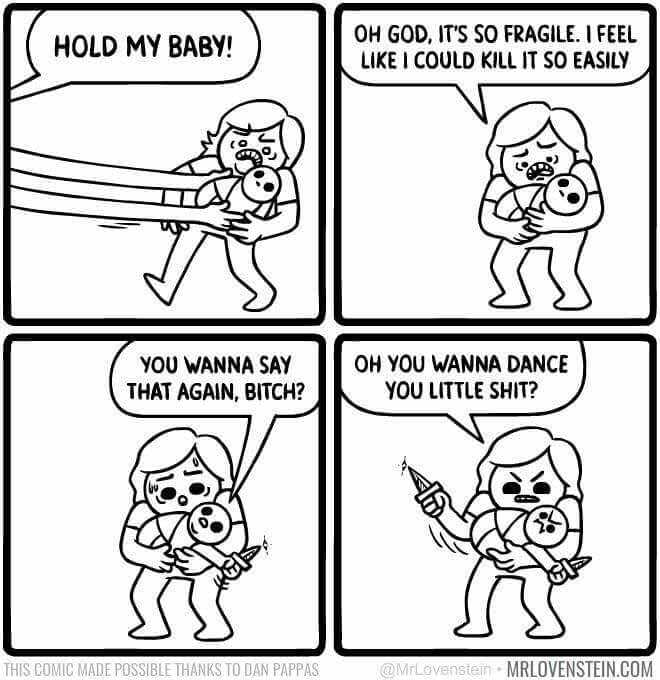 HOLD MY BABY!
OH GOD, IT'S SO FRAGILE. I FEEL
LIKE I COULD KILL IT SO EASILY
YOU WANNA SAY
THAT AGAIN, BITCH?
OH YOU WANNA DANCE
YOU LITTLE SHIT?
THIS COMIC MADE POSSIBLE THANKS TO DAN PAPPAS
@MrLovenstein • MRLOVENSTEIN.COM